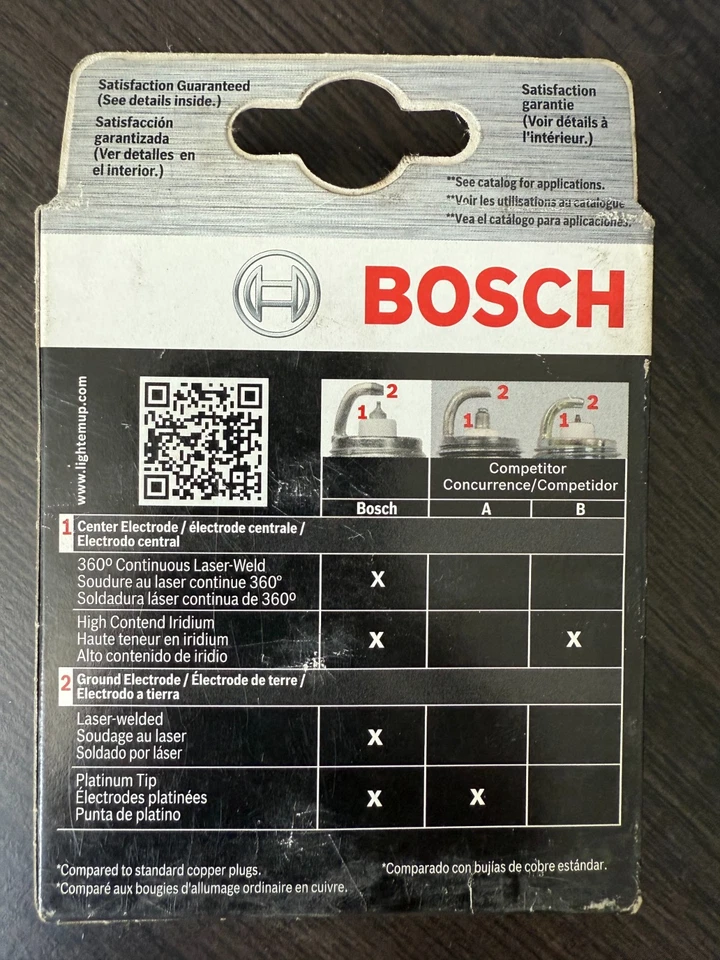 Satisfaction Guaranteed
(See details inside.)
Satisfacción
garantizada
(Ver detalles en
el interior.)
Satisfaction
garantie
(Voir détails à
l'intérieur.)
**See catalog for applications.
**Voir les utilisations au catalogue
**Vea el catálogo para aplicaciones.
BOSCH
www.lightemup.com
1 2
1 2
1 2
Competitor
Concurrence/Competidor
Bosch A B
1 Center Electrode / électrode centrale /
Electrodo central
360º Continuous Laser-Weld
Soudure au laser continue 360°
Soldadura láser continua de 360º
X
High Contend Iridium
Haute teneur en iridium
Alto contenido de iridio
X X
2 Ground Electrode / Électrode de terre /
Electrodo a tierra
Laser-welded
Soudage au laser
Soldado por láser
X
Platinum Tip
Électrodes platinées
Punta de platino
X X
*Compared to standard copper plugs.
*Comparé aux bougies d'allumage ordinaire en cuivre.
*Comparado con bujías de cobre estándar.